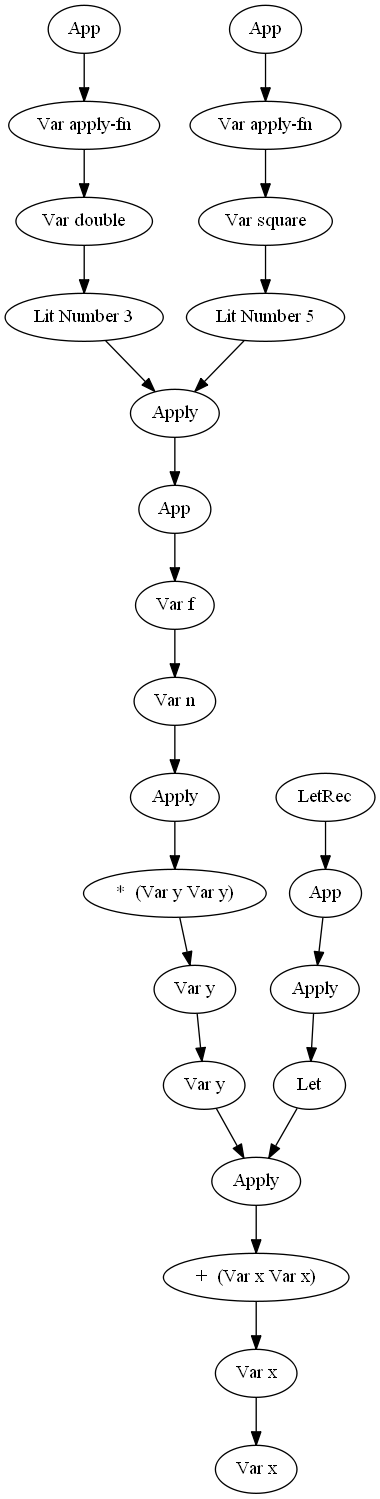 App
App
Var apply-fn
Var apply-fn
Var double
Var square
Lit Number 3
Lit Number 5
Apply
App
Var f
Var n
Apply
LetRec
* (Var y Var y)
App
Var y
Apply
Var y
Let
Apply
+ (Var x Var x)
Var x
Var x